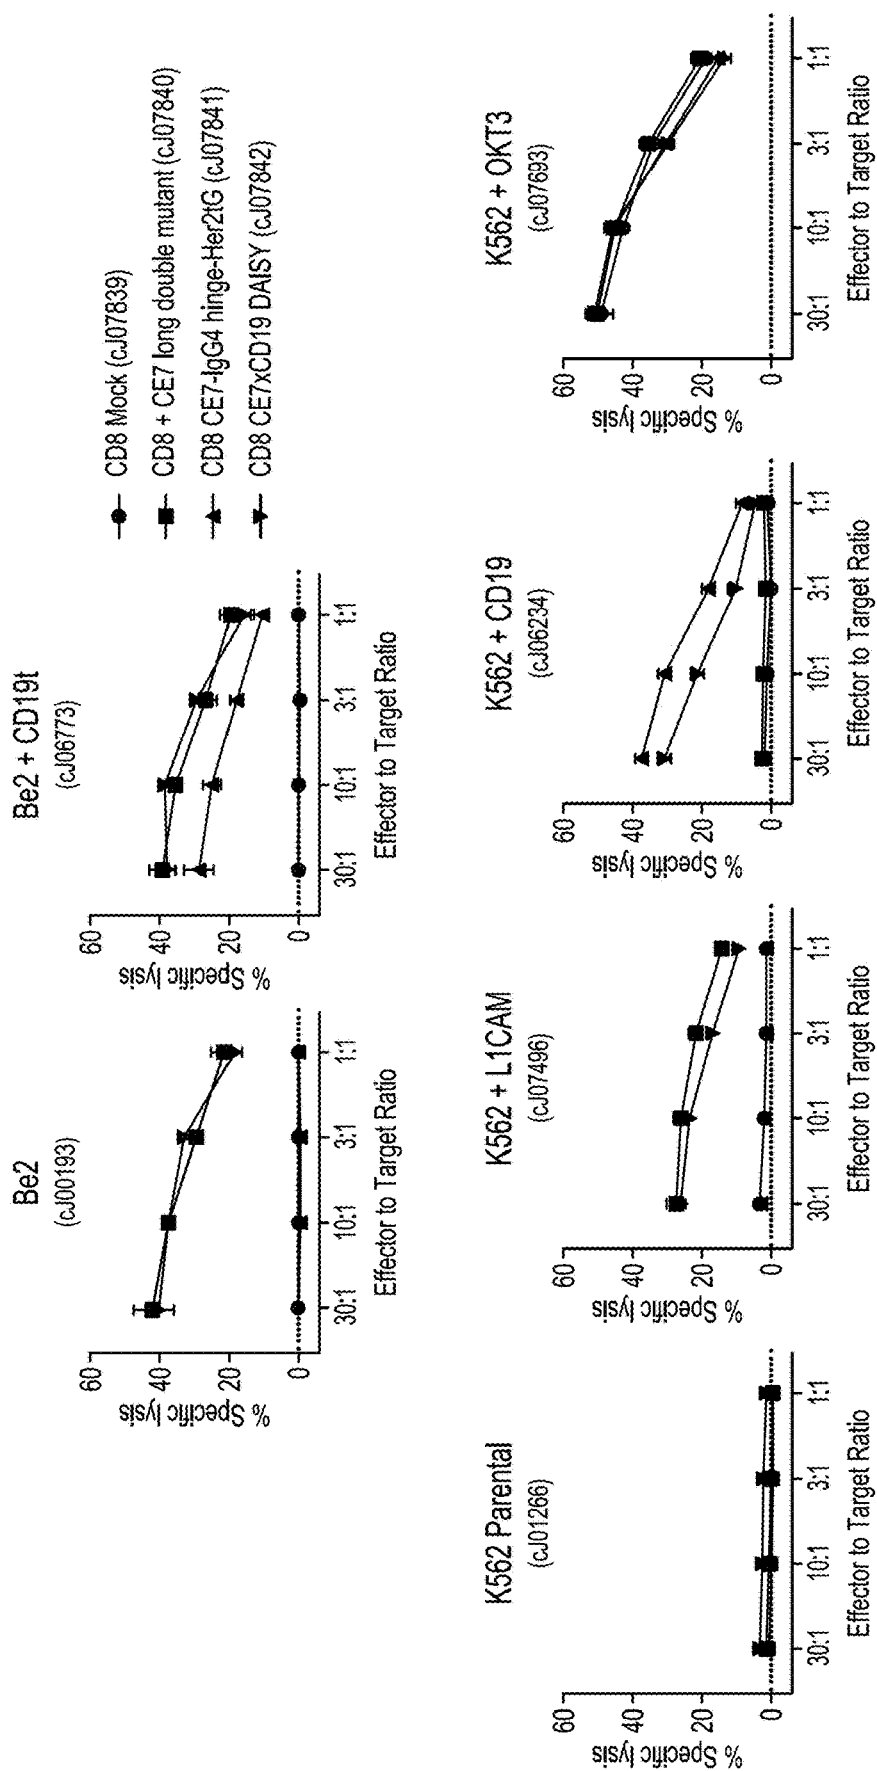 Be2
(cJ00193)
% Specific lysis
60
40
20
0
30:1 10:1 3:1 1:1
Effector to Target Ratio
Be2 + CD19t
(cJ06773)
% Specific lysis
60
40
20
0
30:1 10:1 3:1 1:1
Effector to Target Ratio
CD8 Mock (cJ07839)
CD8 + CE7 long double mutant (cJ07840)
CD8 CE7-IgG4 hinge-Her2tG (cJ07841)
CD8 CE7xCD19 DAISY (cJ07842)
K562 Parental
(cJ01266)
% Specific lysis
60
40
20
0
30:1 10:1 3:1 1:1
Effector to Target Ratio
K562 + L1CAM
(cJ07496)
% Specific lysis
60
40
20
0
30:1 10:1 3:1 1:1
Effector to Target Ratio
K562 + CD19
(cJ06234)
% Specific lysis
60
40
20
0
30:1 10:1 3:1 1:1
Effector to Target Ratio
K562 + OKT3
(cJ07693)
% Specific lysis
60
40
20
0
30:1 10:1 3:1 1:1
Effector to Target Ratio